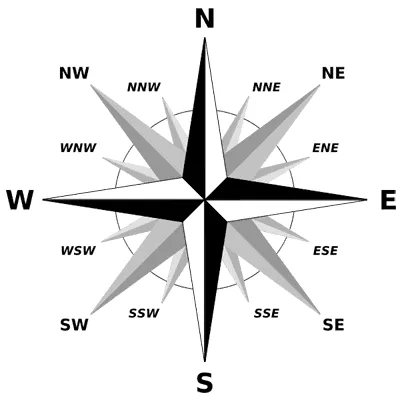 N
NW NE
NNW NNE
WNW ENE
W E
WSW ESE
SSW SSE
SW SE
S